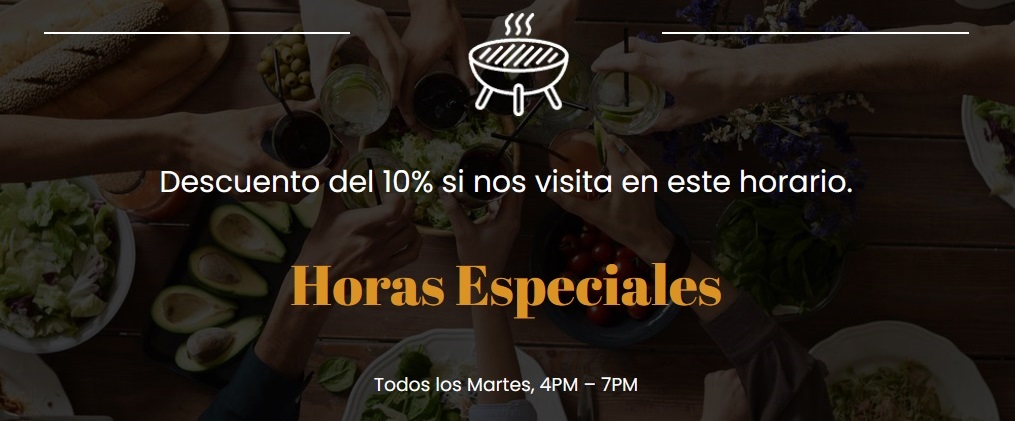 Descuento del 10% si nos visita en este horario.
Horas Especiales
Todos los Martes, 4PM – 7PM